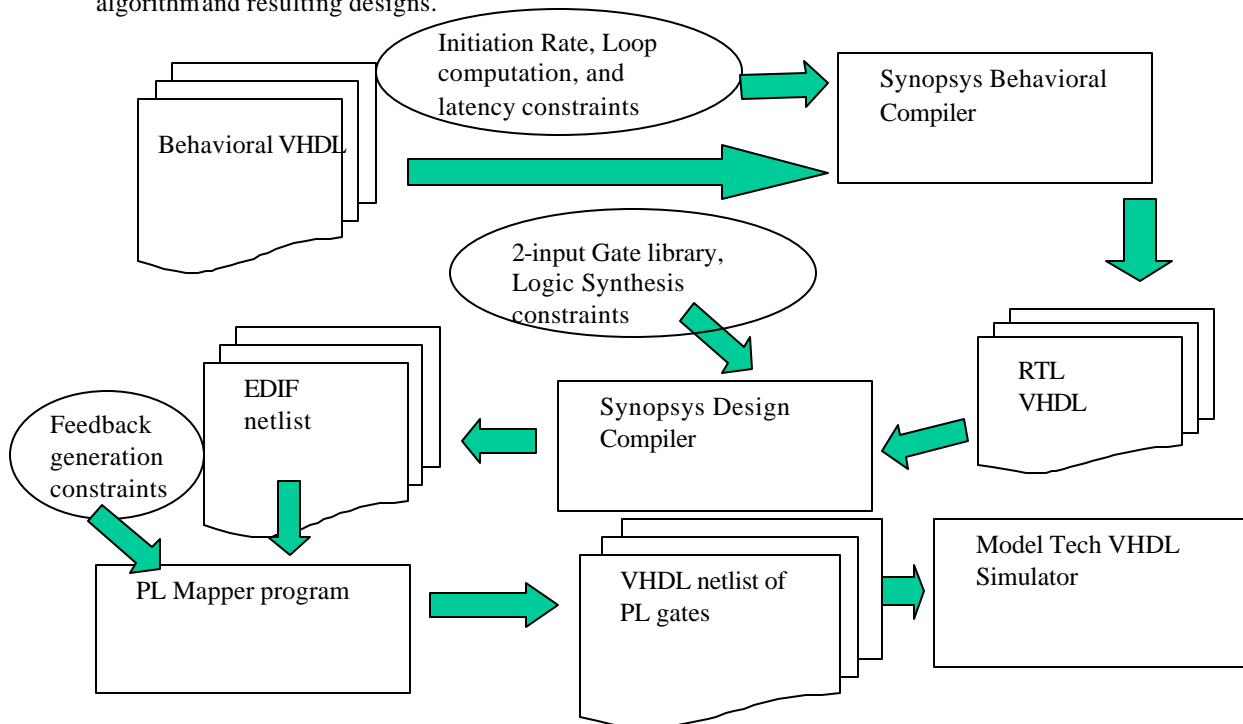 algorithm and resulting designs.
Initiation Rate, Loop
computation, and
latency constraints
Synopsys Behavioral
Compiler
Behavioral VHDL
2-input Gate library,
Logic Synthesis
constraints
RTL
VHDL
EDIF
netlist
Synopsys Design
Compiler
Feedback
generation
constraints
PL Mapper program
VHDL netlist of
PL gates
Model Tech VHDL
Simulator